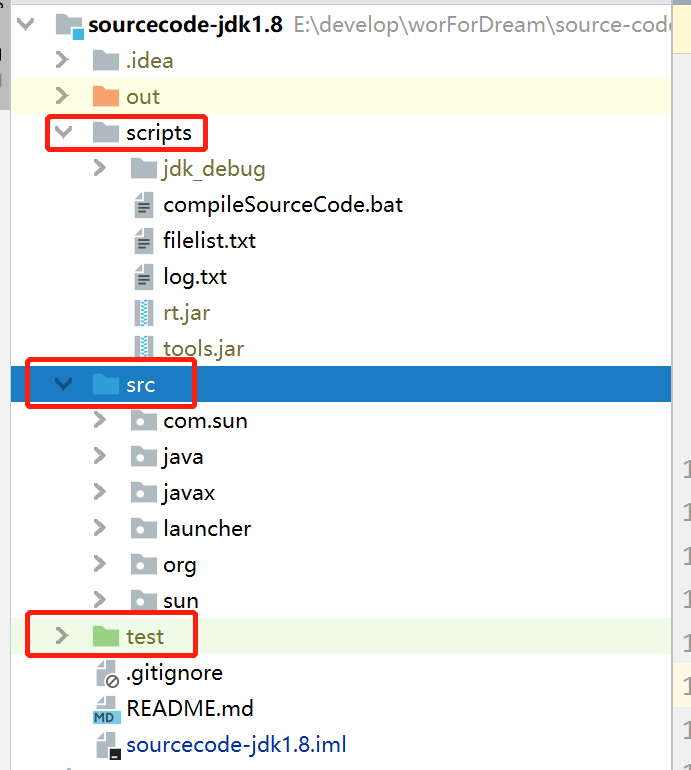 sourcecode-jdk1.8 E:\develop\worForDream\source-cod
.idea
out
scripts
jdk_debug
compileSourceCode.bat
filelist.txt
log.txt
rt.jar
tools.jar
src
com.sun
java
javax
launcher
org
sun
test
.gitignore
MD README.md
sourcecode-jdk1.8.iml